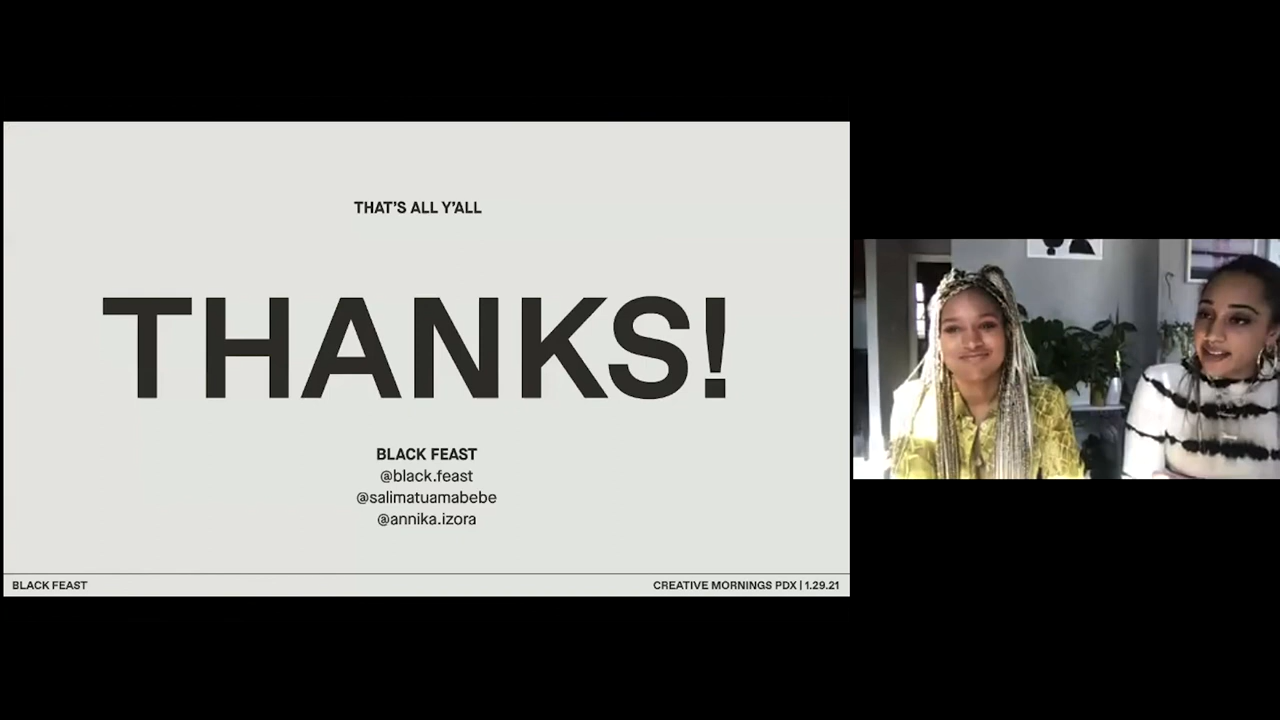 THAT'S ALL Y'ALL
THANKS!
BLACK FEAST
@black.feast
@salimatuamabebe
@annika.izora
BLACK FEAST
CREATIVE MORNINGS PDX | 1.29.21